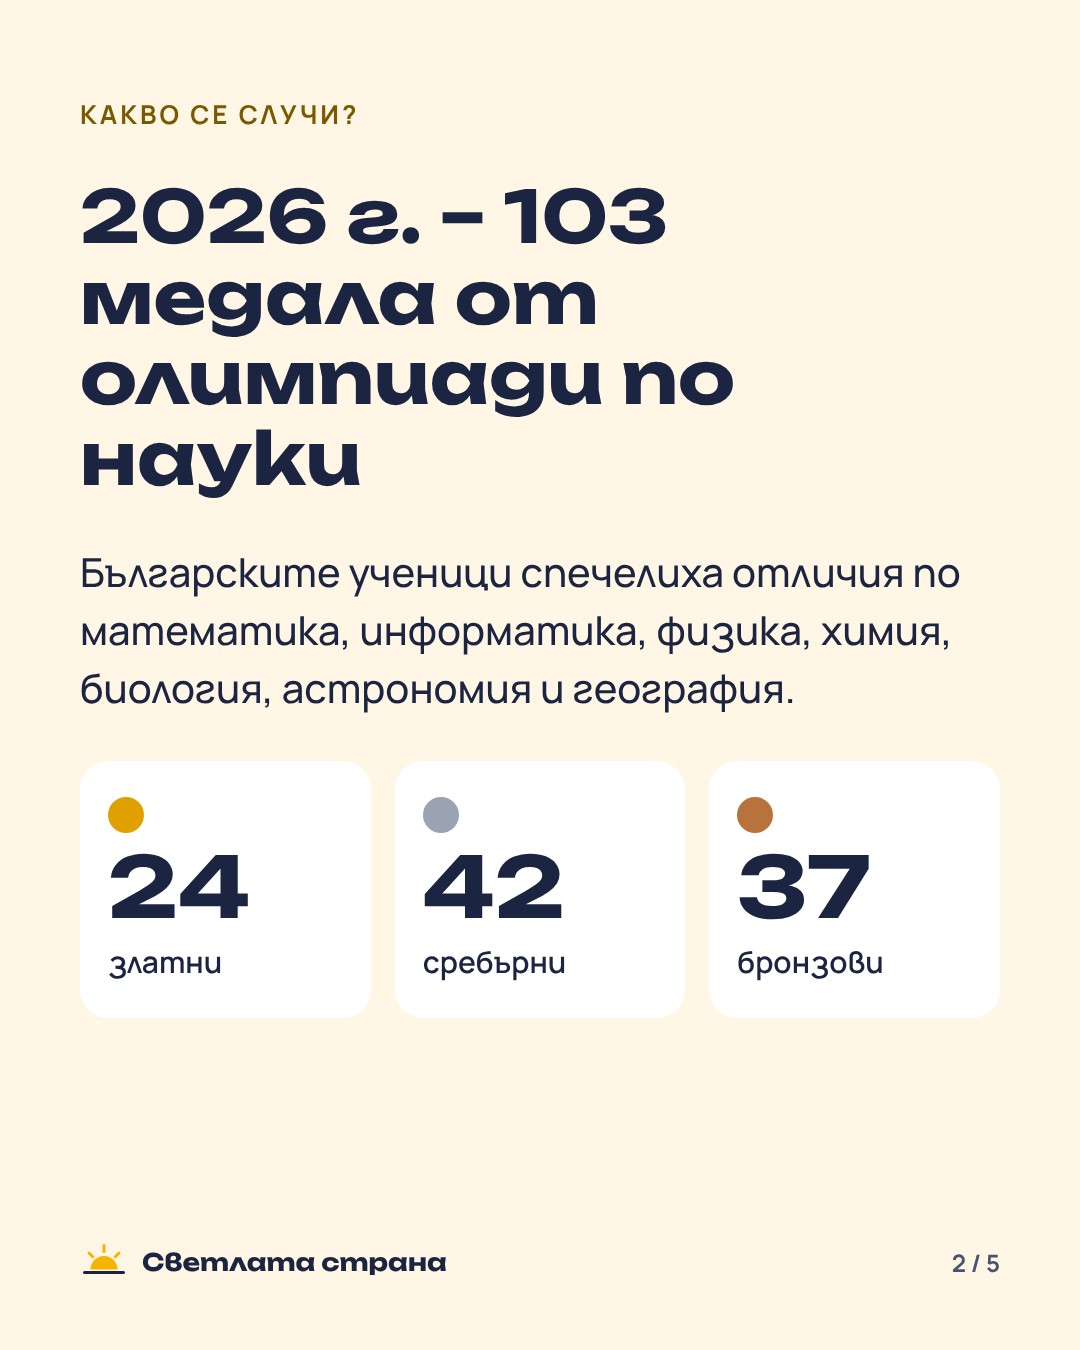 КАКВО СЕ СЛУЧИ?
2026 г. – 103
медала от
олимпиади по
науки
Българските ученици спечелиха отличия по
математика, информатика, физика, химия,
биология, астрономия и география.
24
златни
42
сребърни
37
бронзови
Светлата страна
2 / 5